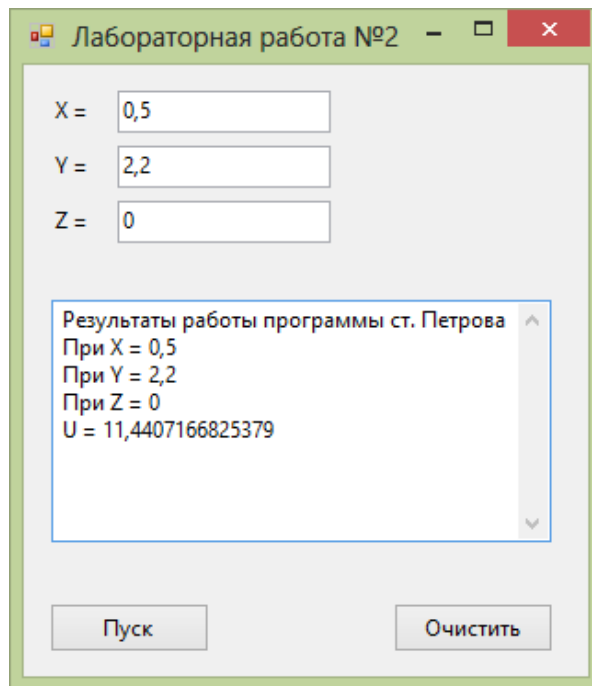 Лабораторная работа №2
X = 0,5
Y = 2,2
Z = 0
Результаты работы программы ст. Петрова
При X = 0,5
При Y = 2,2
При Z = 0
U = 11,4407166825379
Пуск Очистить